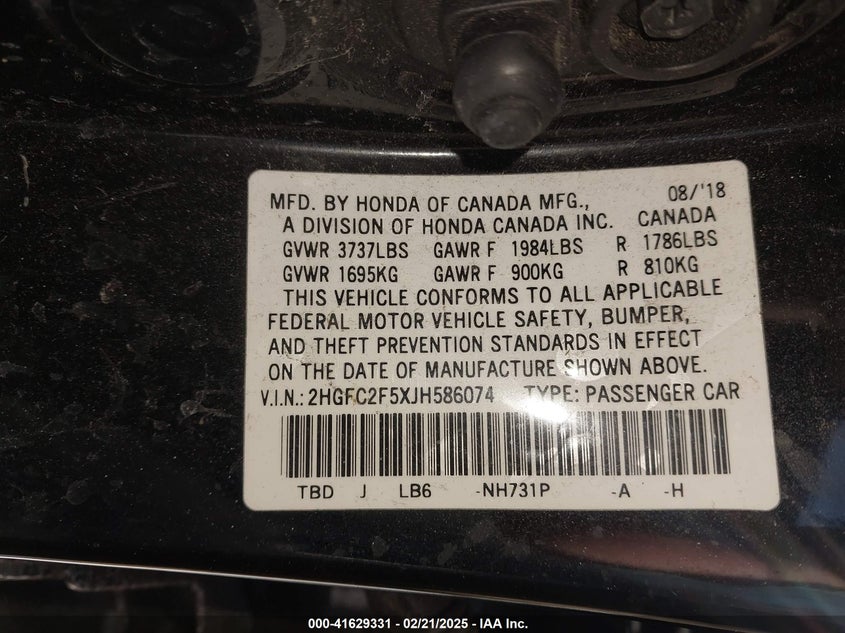 MFD. BY HONDA OF CANADA MFG., 08/'18
A DIVISION OF HONDA CANADA INC. CANADA
GVWR 3737LBS GAWR F 1984LBS R 1786LBS
GVWR 1695KG GAWR F 900KG R 810KG
THIS VEHICLE CONFORMS TO ALL APPLICABLE
FEDERAL MOTOR VEHICLE SAFETY, BUMPER,
AND THEFT PREVENTION STANDARDS IN EFFECT
ON THE DATE OF MANUFACTURE SHOWN ABOVE.
V.I.N.: 2HGFC2F5XJH586074 TYPE: PASSENGER CAR
TBD J LB6 -NH731P -A -H
000-41629331 - 02/21/2025 - IAA Inc.